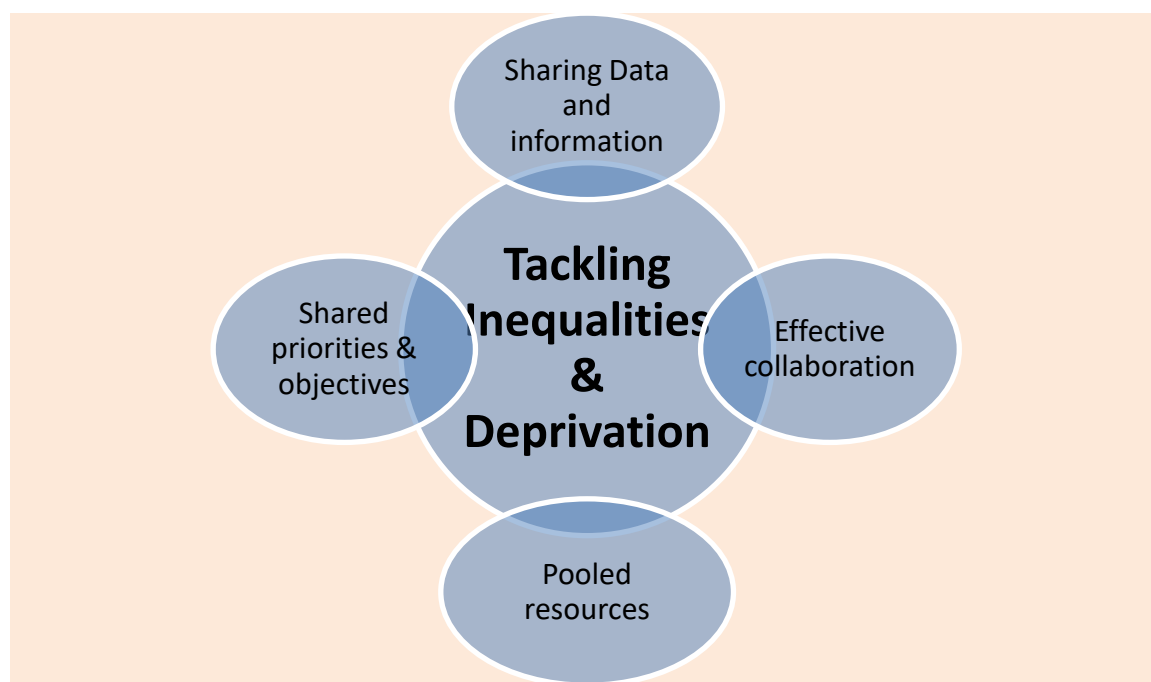 Sharing Data
and
information
Tackling
Inequalities
&
Deprivation
Shared
priorities &
objectives
Effective
collaboration
Pooled
resources